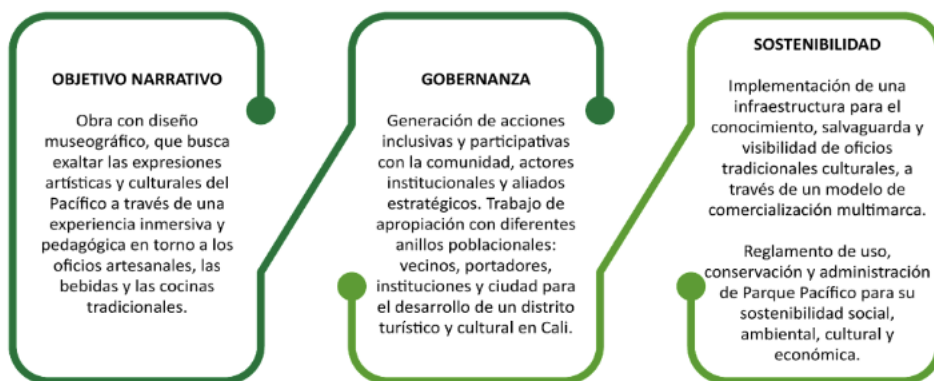 OBJETIVO NARRATIVO
Obra con diseño
museográfico, que busca
exaltar las expresiones
artísticas y culturales del
Pacífico a través de una
experiencia inmersiva y
pedagógica en torno a los
oficios artesanales, las
bebidas y las cocinas
tradicionales.
GOBERNANZA
Generación de acciones
inclusivas y participativas
con la comunidad, actores
institucionales y aliados
estratégicos. Trabajo de
apropiación con diferentes
anillos poblacionales:
vecinos, portadores,
instituciones y ciudad para
el desarrollo de un distrito
turístico y cultural en Cali.
SOSTENIBILIDAD
Implementación de una
infraestructura para el
conocimiento, salvaguarda y
visibilidad de oficios
tradicionales culturales, a
través de un modelo de
comercialización multimarca.
Reglamento de uso,
conservación y administración
de Parque Pacífico para su
sostenibilidad social,
ambiental, cultural y
económica.